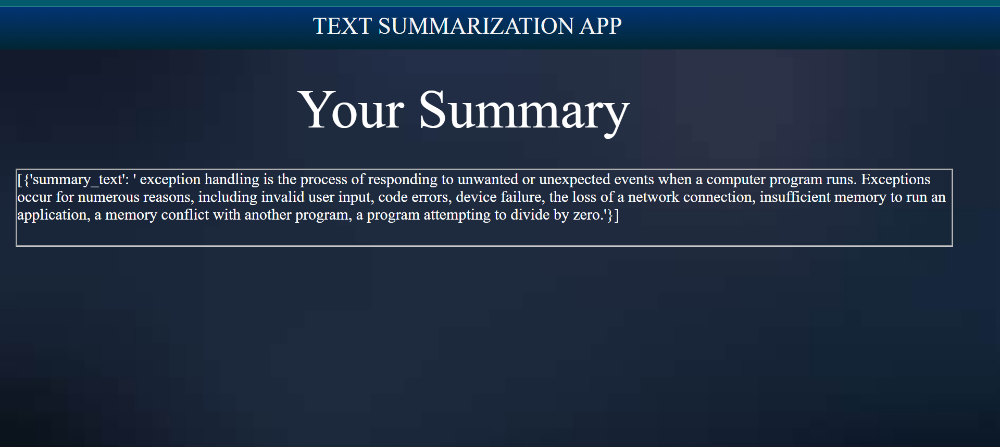 TEXT SUMMARIZATION APP
Your Summary
[{'summary_text': ' exception handling is the process of responding to unwanted or unexpected events when a computer program runs. Exceptions
occur for numerous reasons, including invalid user input, code errors, device failure, the loss of a network connection, insufficient memory to run an
application, a memory conflict with another program, a program attempting to divide by zero.'}]